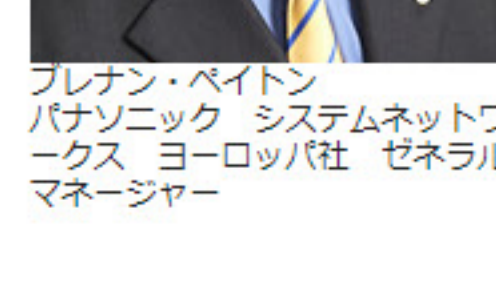 ブレナン・ペイトン
パナソニック　システムネットワ
ークス　ヨーロッパ社　ゼネラル
マネージャー